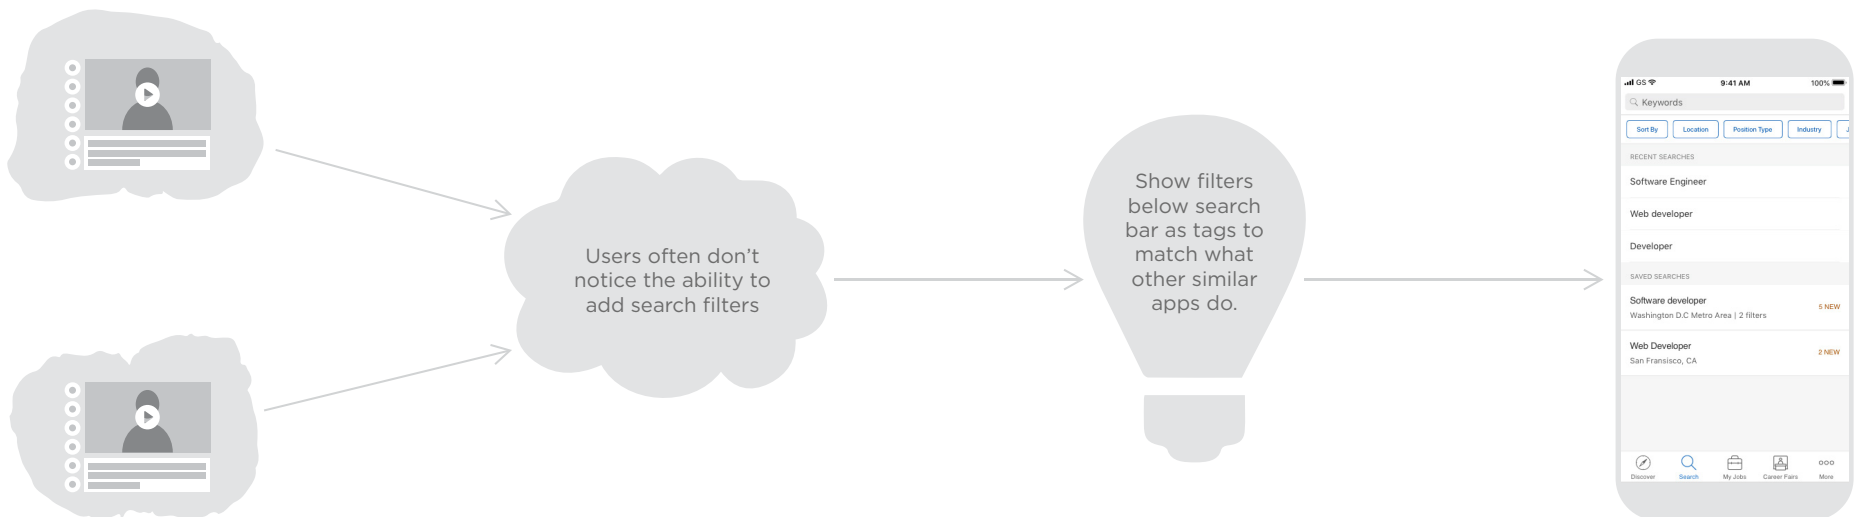 Users often don't
notice the ability to
add search filters
Show filters
below search
bar as tags to
match what
other similar
apps do.
GS 9:41 AM 100%
Keywords
Sort By Location Position Type Industry J
RECENT SEARCHES
Software Engineer
Web developer
Developer
SAVED SEARCHES
Software developer
5 NEW
Washington D.C Metro Area | 2 filters
Web Developer
2 NEW
San Fransisco, CA
Discover Search My Jobs Career Fairs More